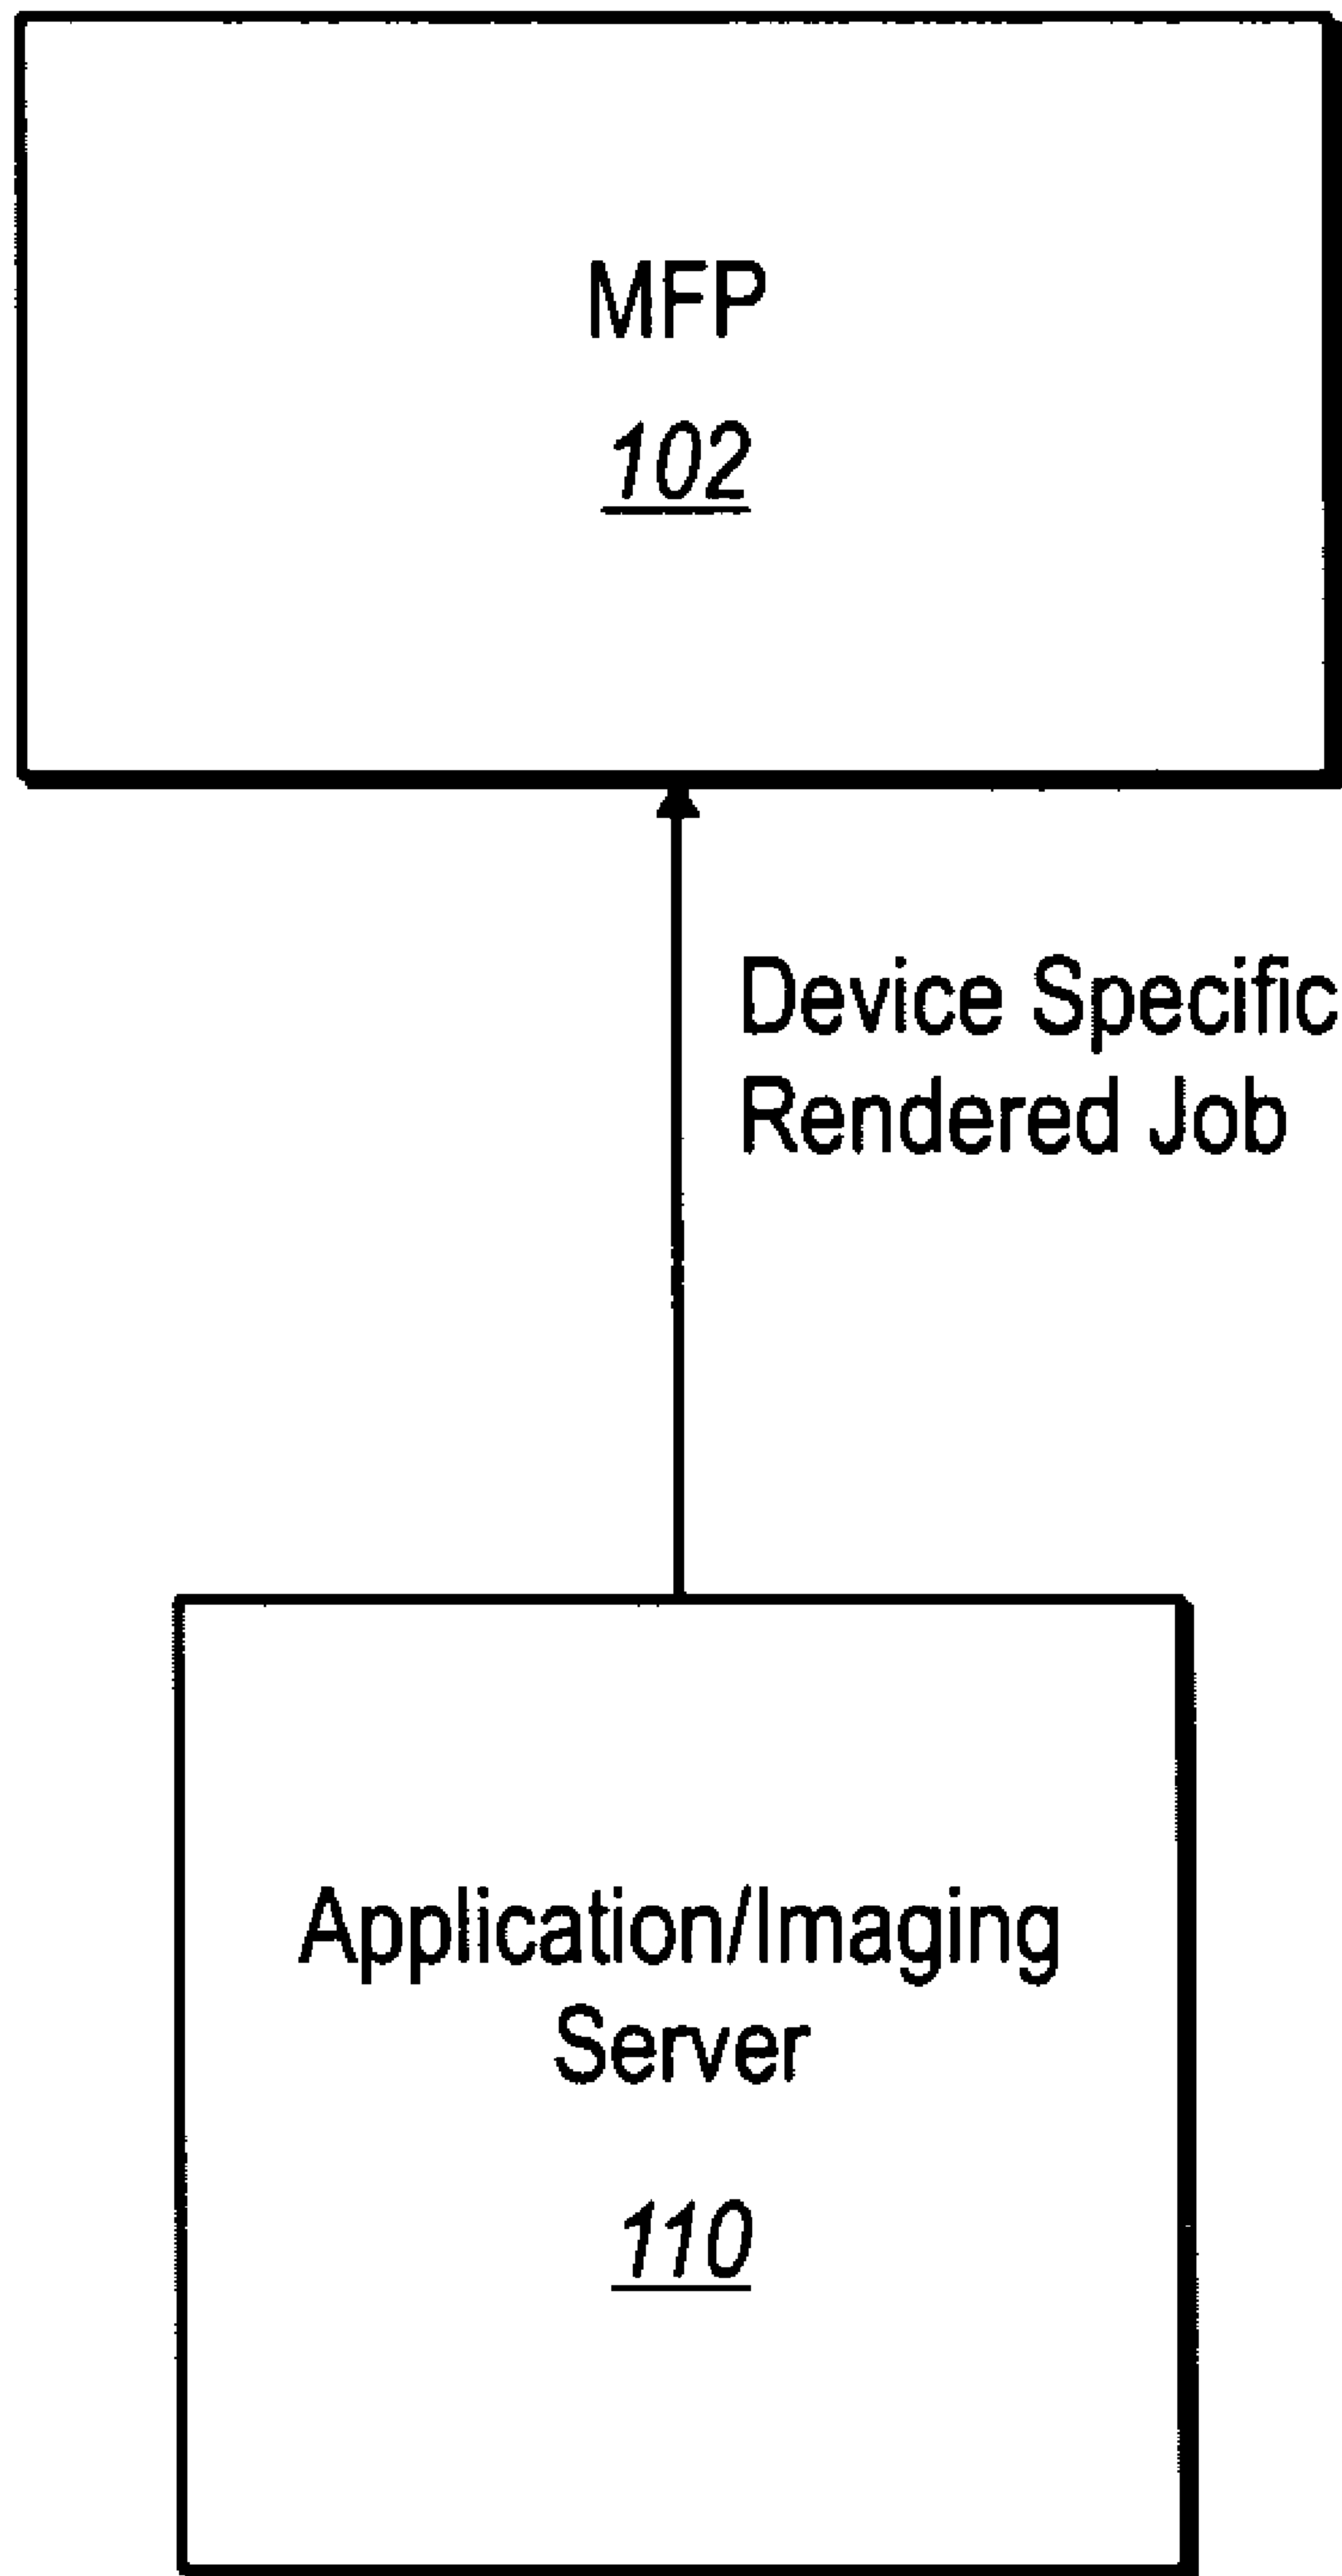 MFP
102
Device Specific
Rendered Job
Application/Imaging
Server
110